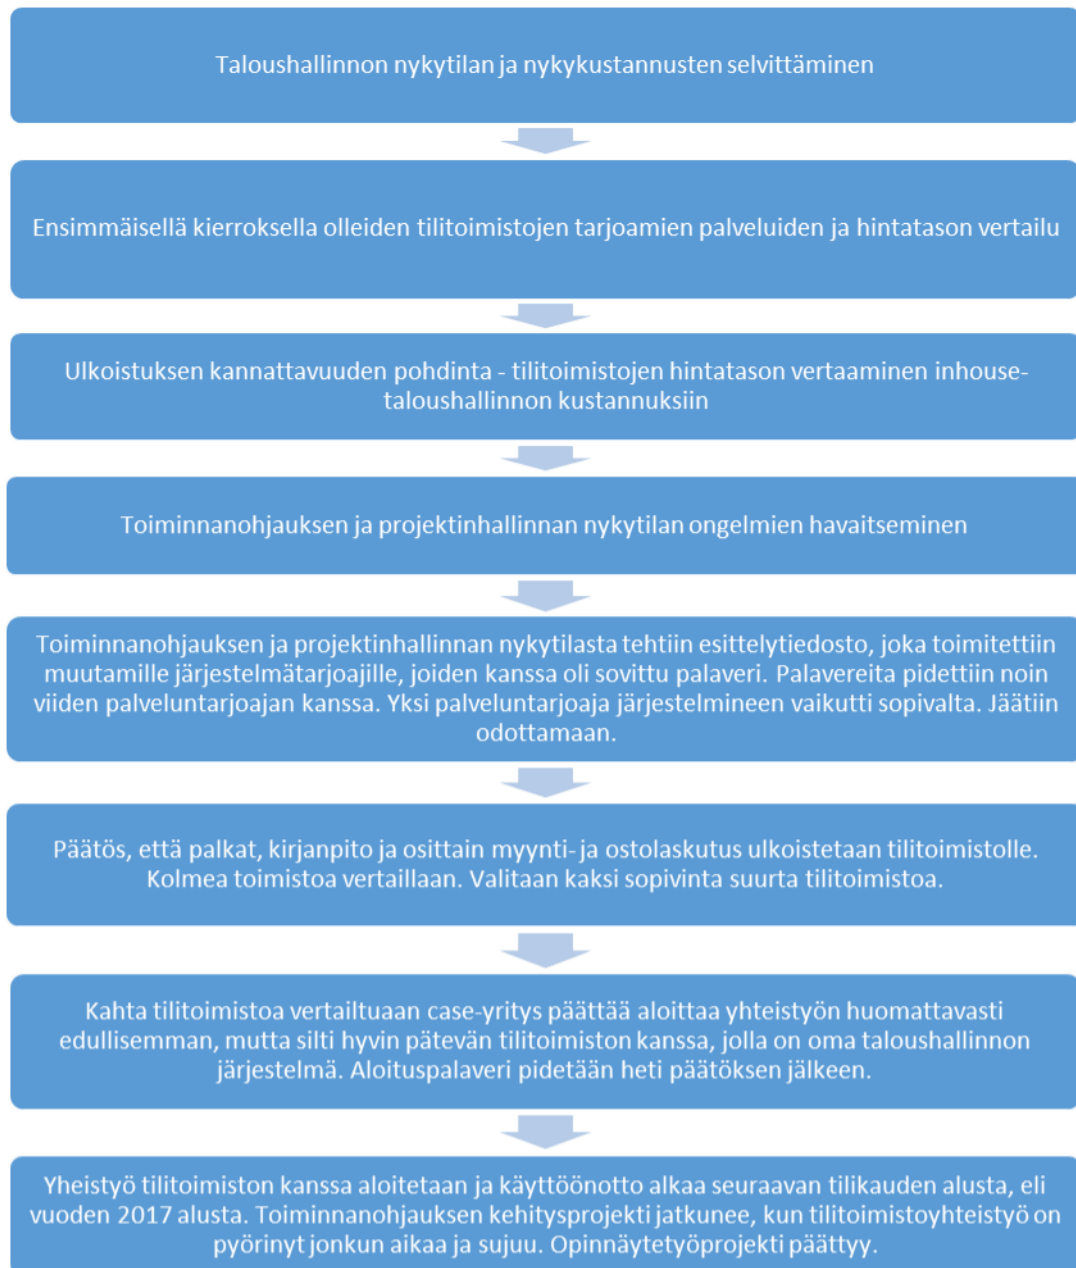 Taloushallinnon nykytilan ja nykykustannusten selvittäminen
Ensimmäisellä kierroksella olleiden tilitoimistojen tarjoamien palveluiden ja hintatason vertailu
Ulkoistuksen kannattavuuden pohdinta - tilitoimistojen hintatason vertaaminen inhouse-
taloushallinnon kustannuksiin
Toiminnanohjauksen ja projektinhallinnan nykytilan ongelmien havaitseminen
Toiminnanohjauksen ja projektinhallinnan nykytilasta tehtiin esittelytiedosto, joka toimitettiin
muutamille järjestelmätarjoajille, joiden kanssa oli sovittu palaveri. Palavereita pidettiin noin
viiden palveluntarjoajan kanssa. Yksi palveluntarjoaja järjestelmineen vaikutti sopivalta. Jäätiin
odottamaan.
Päätös, että palkat, kirjanpito ja osittain myynti- ja ostolaskutus ulkoistetaan tilitoimistolle.
Kolmea toimistoa vertaillaan. Valitaan kaksi sopivinta suurta tilitoimistoa.
Kahta tilitoimistoa vertailtuaan case-yritys päättää aloittaa yhteistyön huomattavasti
edullisemman, mutta silti hyvin pätevän tilitoimiston kanssa, jolla on oma taloushallinnon
järjestelmä. Aloituspalaveri pidetään heti päätöksen jälkeen.
Yheistyö tilitoimiston kanssa aloitetaan ja käyttöönotto alkaa seuraavan tilikauden alusta, eli
vuoden 2017 alusta. Toiminnanohjauksen kehitysprojekti jatkunee, kun tilitoimistoyhteistyö on
pyörinyt jonkun aikaa ja sujuu. Opinnäytetyöprojekti päättyy.